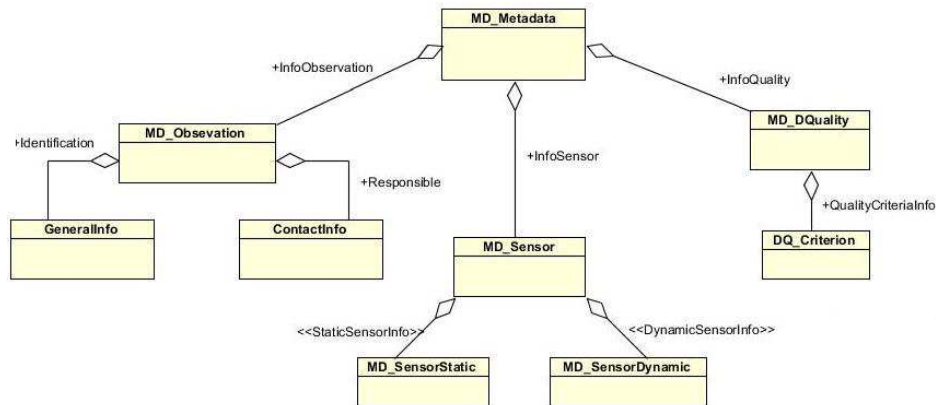 MD_Metadata
+InfoObservation
+InfoQuality
MD_Obsevation
MD_DQuality
+Identification
+InfoSensor
+Responsible
+QualityCriteriaInfo
GeneralInfo
ContactInfo
MD_Sensor
DQ_Criterion
<<StaticSensorInfo>>
<<DynamicSensorInfo>>
MD_SensorStatic
MD_SensorDynamic